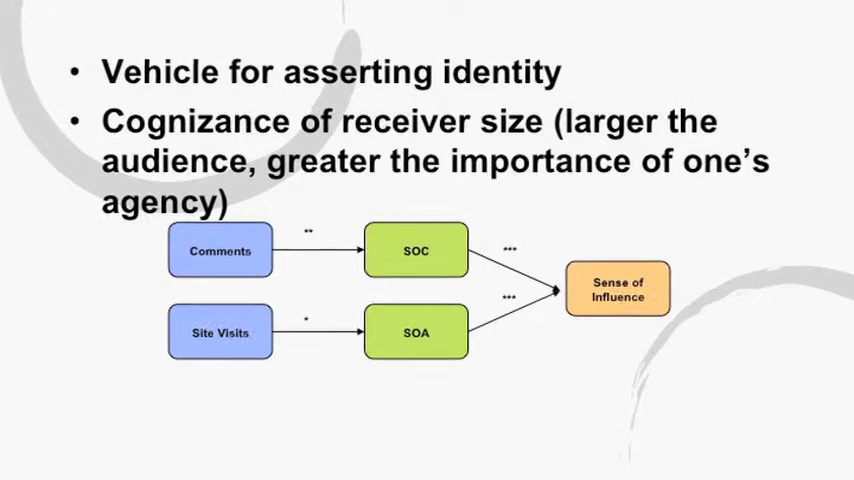 • Vehicle for asserting identity
• Cognizance of receiver size (larger the
audience, greater the importance of one’s
agency)
Comments
**
SOC
***
Sense of
Influence
Site Visits
*
SOA
***